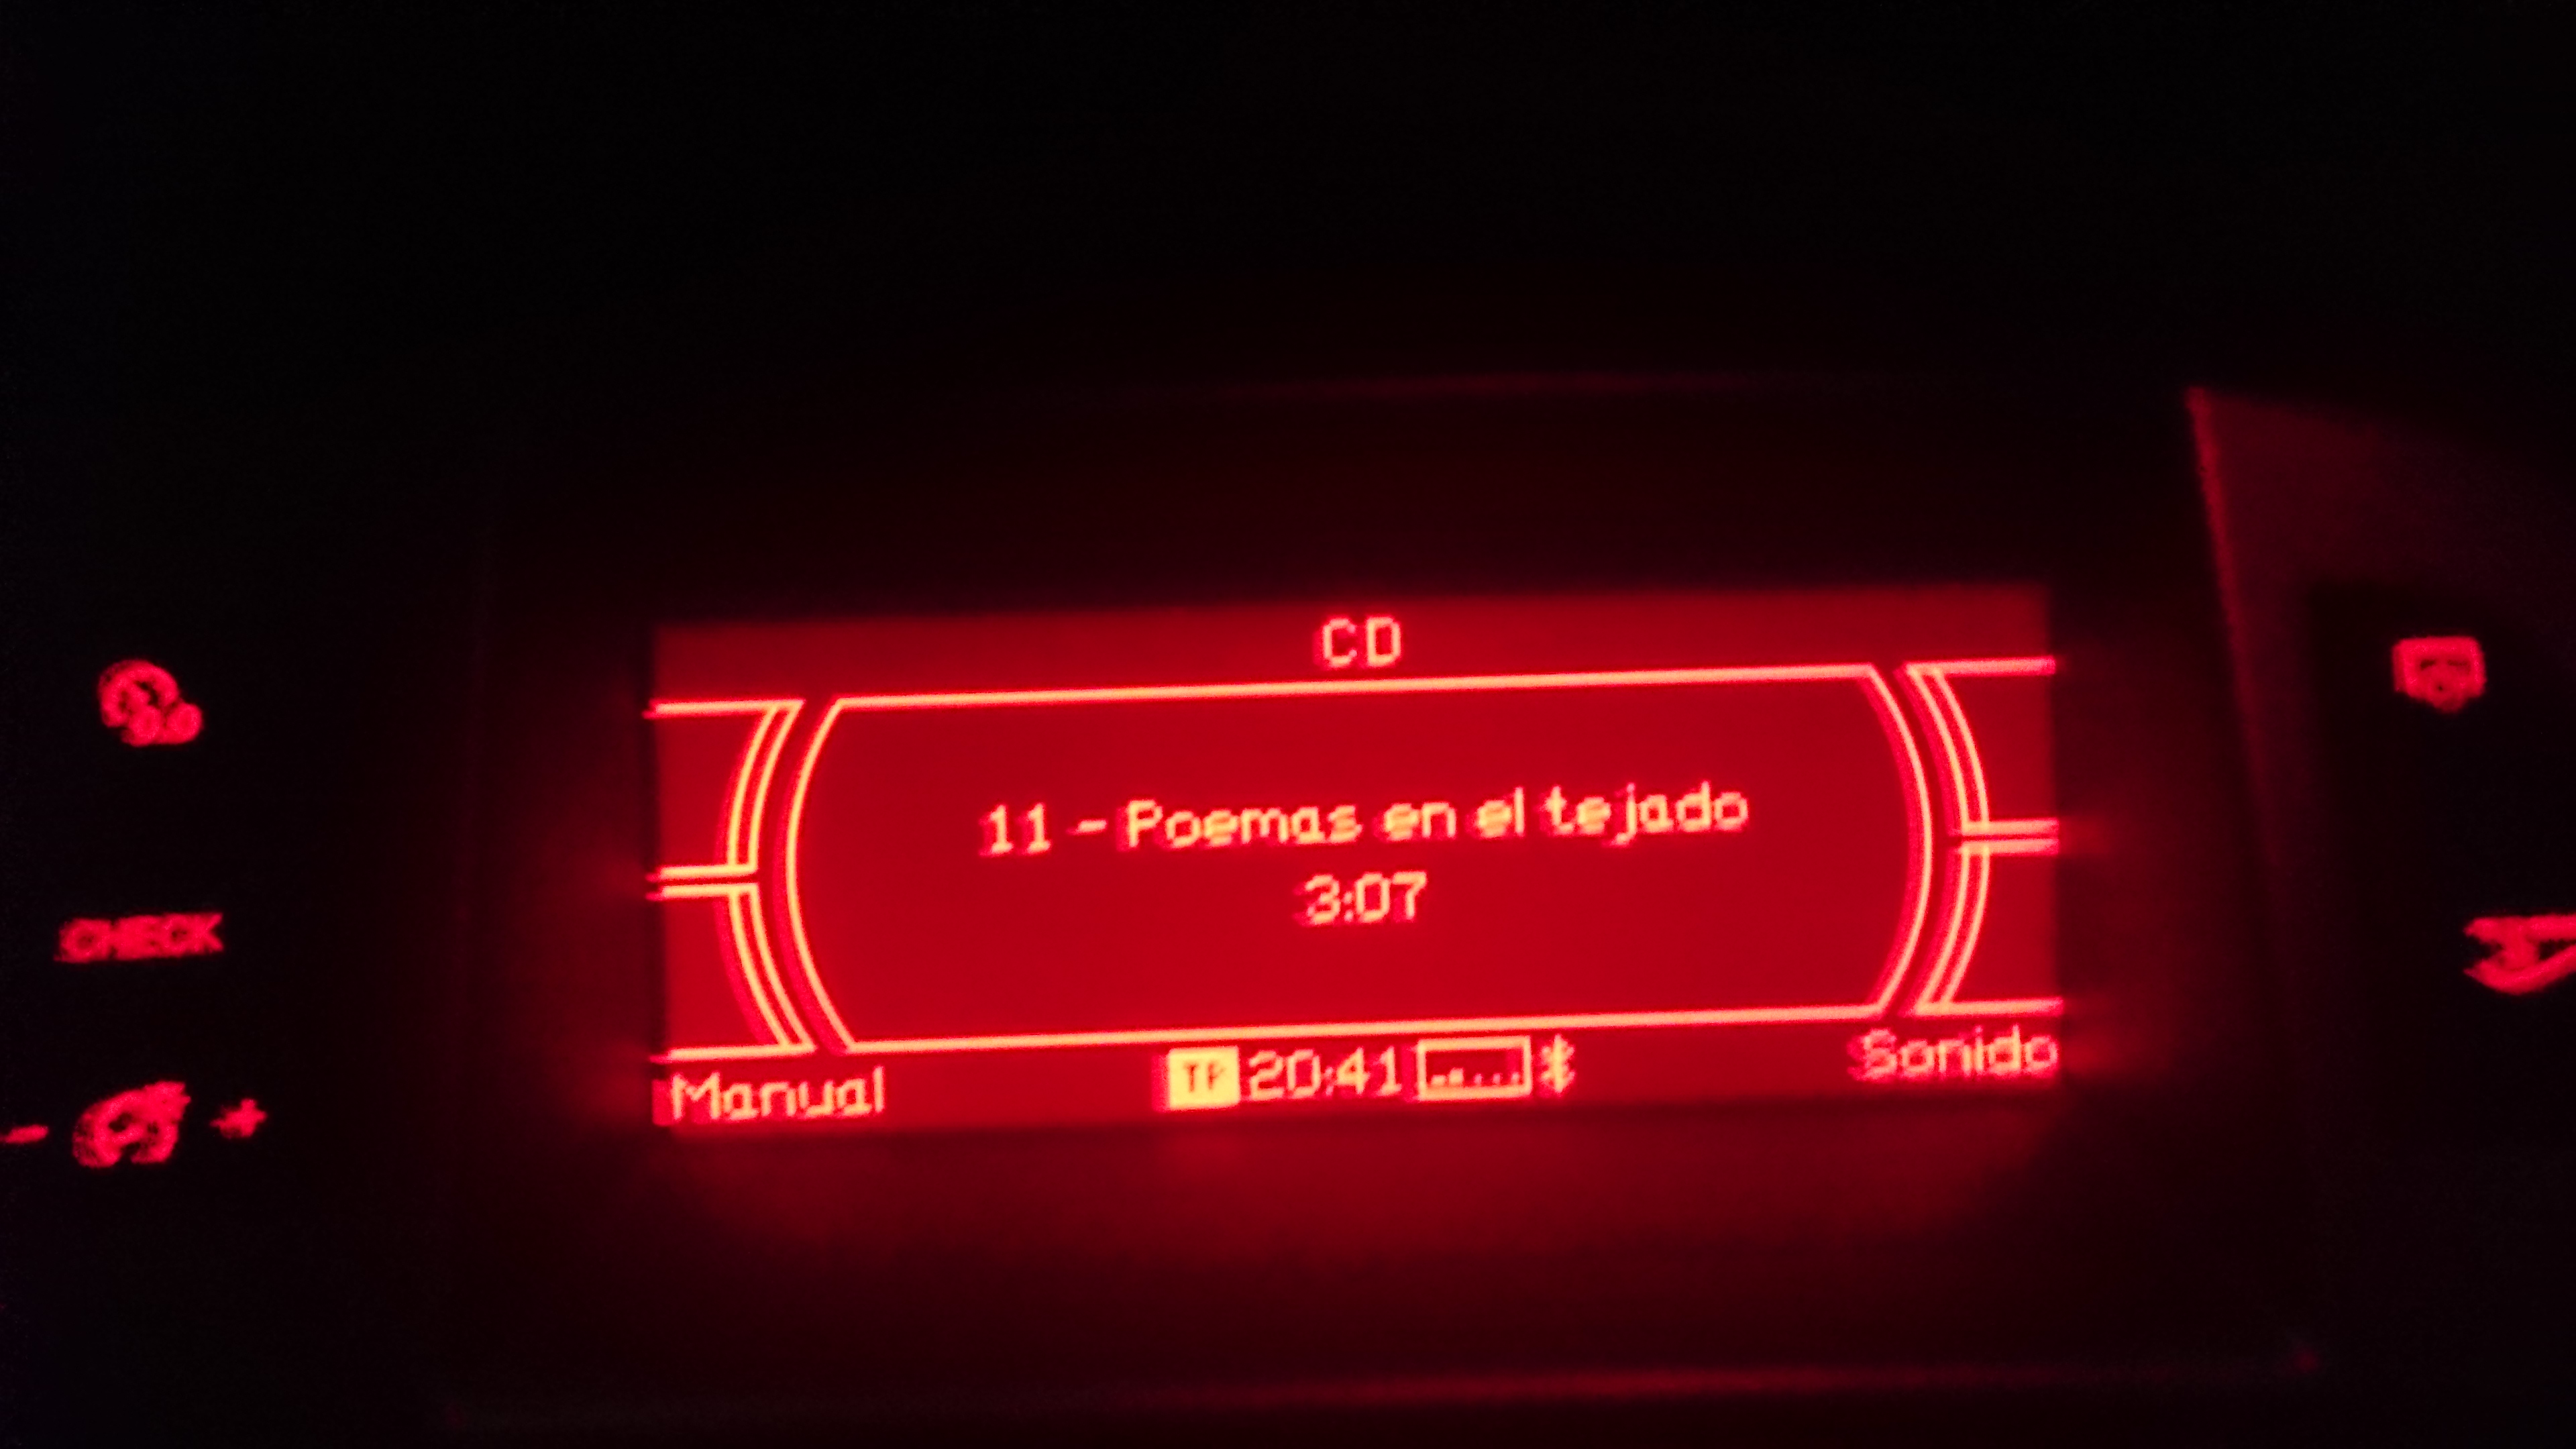 CD
11 - Poemas en el tejado
3:07
Manual TP 20:41 Sonido
CHECK
- +